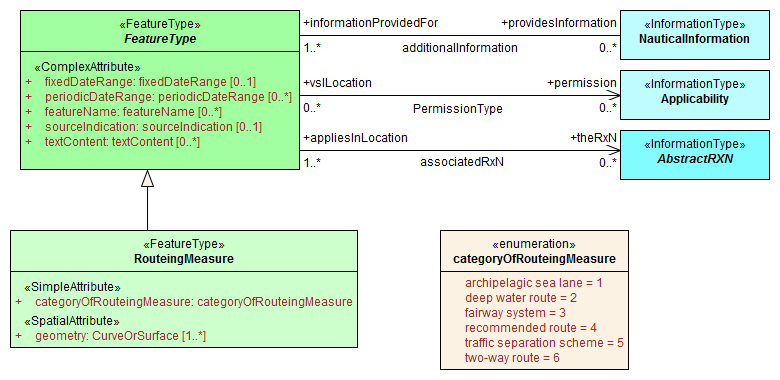 «FeatureType»
FeatureType
«ComplexAttribute»
+ fixedDateRange: fixedDateRange [0..1]
+ periodicDateRange: periodicDateRange [0..*]
+ featureName: featureName [0..*]
+ sourceIndication: sourceIndication [0..1]
+ textContent: textContent [0..*]
+informationProvidedFor +providesInformation
1..* additionalInformation 0..*
«InformationType»
NauticalInformation
+vslLocation +permission
0..* PermissionType 0..*
«InformationType»
Applicability
+appliesInLocation +theRxN
1..* associatedRxN 0..*
«InformationType»
AbstractRXN
«FeatureType»
RouteingMeasure
«SimpleAttribute»
+ categoryOfRouteingMeasure: categoryOfRouteingMeasure
«SpatialAttribute»
+ geometry: CurveOrSurface [1..*]
«enumeration»
categoryOfRouteingMeasure
archipelagic sea lane = 1
deep water route = 2
fairway system = 3
recommended route = 4
traffic separation scheme = 5
two-way route = 6